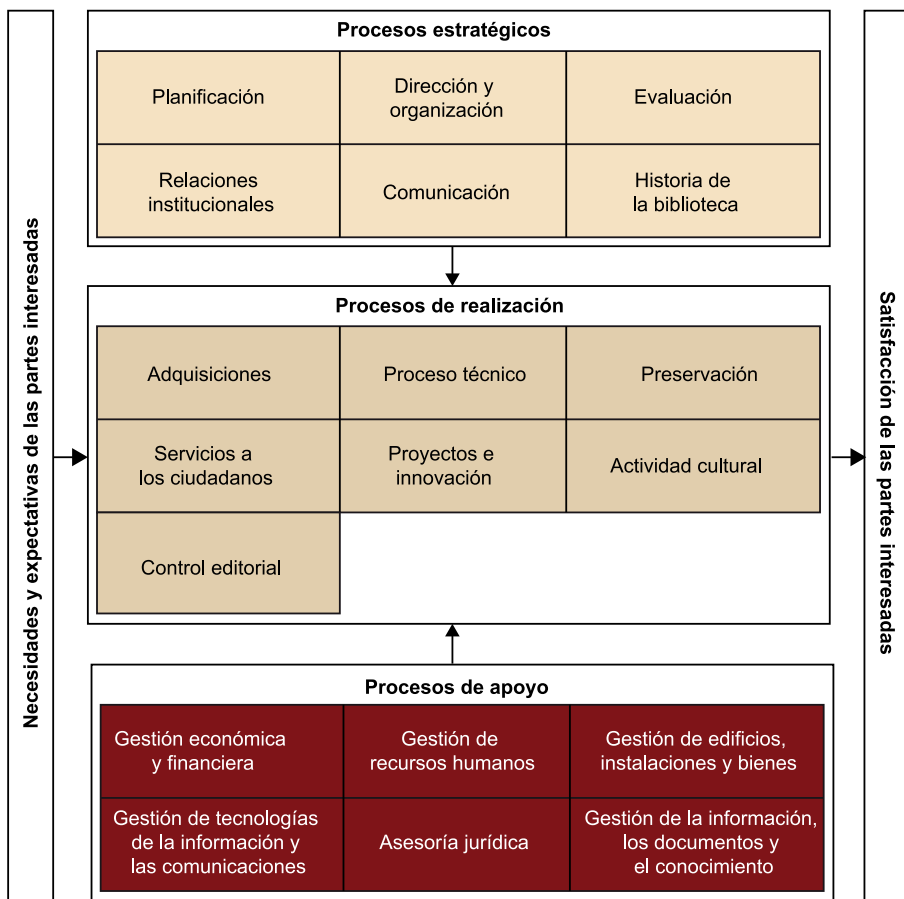 Necesidades y expectativas de las partes interesadas
Procesos estratégicos
Planificación
Dirección y
organización
Evaluación
Relaciones
institucionales
Comunicación
Historia de
la biblioteca
Procesos de realización
Adquisiciones
Proceso técnico
Preservación
Servicios a
los ciudadanos
Proyectos e
innovación
Actividad cultural
Control editorial
Procesos de apoyo
Gestión económica
y financiera
Gestión de
recursos humanos
Gestión de edificios,
instalaciones y bienes
Gestión de tecnologías
de la información y
las comunicaciones
Asesoría jurídica
Gestión de la información,
los documentos y
el conocimiento
Satisfacción de las partes interesadas